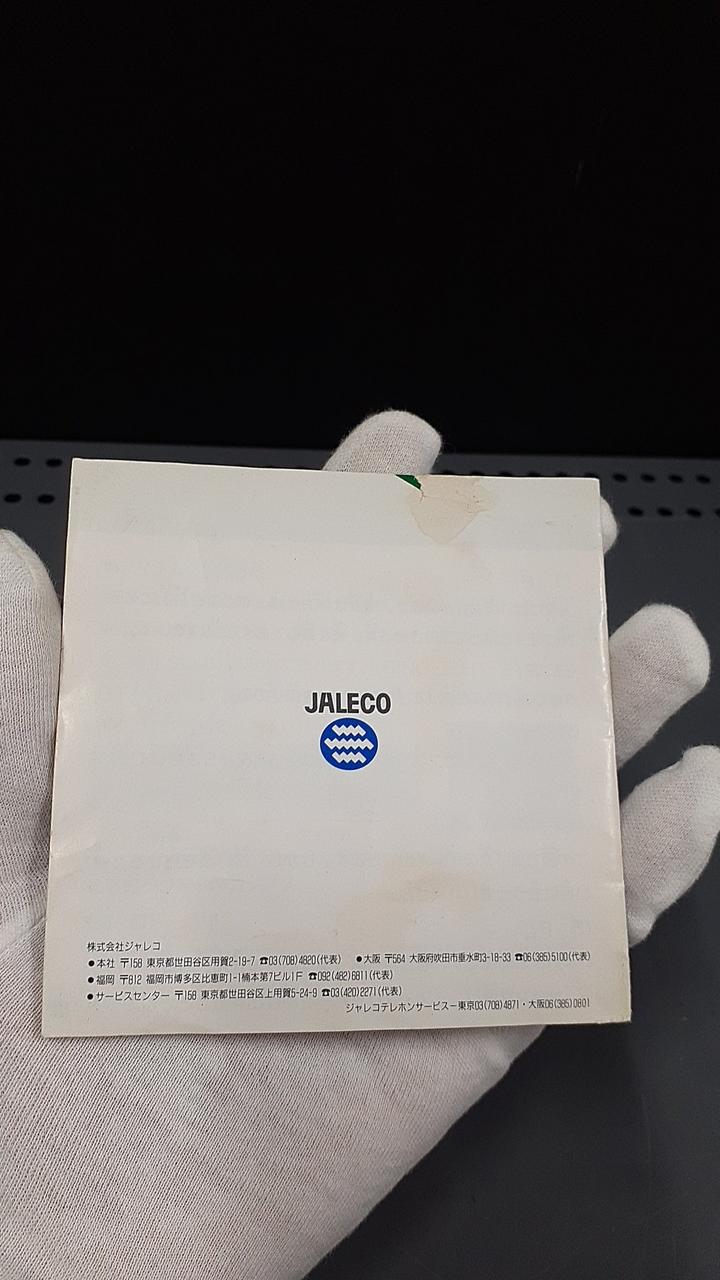 JALECO
株式会社ジャレコ
●本社 〒158 東京都世田谷区用賀2-19-7 ☎03(708)4820(代表) ●大阪 〒564 大阪府吹田市垂水町3-18-33 ☎06(385)5100(代表)
●福岡 〒812 福岡市博多区比恵町1-1楠本第7ビル1F ☎092(482)6811(代表)
●サービスセンター 〒158 東京都世田谷区上用賀5-24-9 ☎03(420)2271(代表)
ジャレコテレホンサービスー東京03(708)4871・大阪06(385)0801